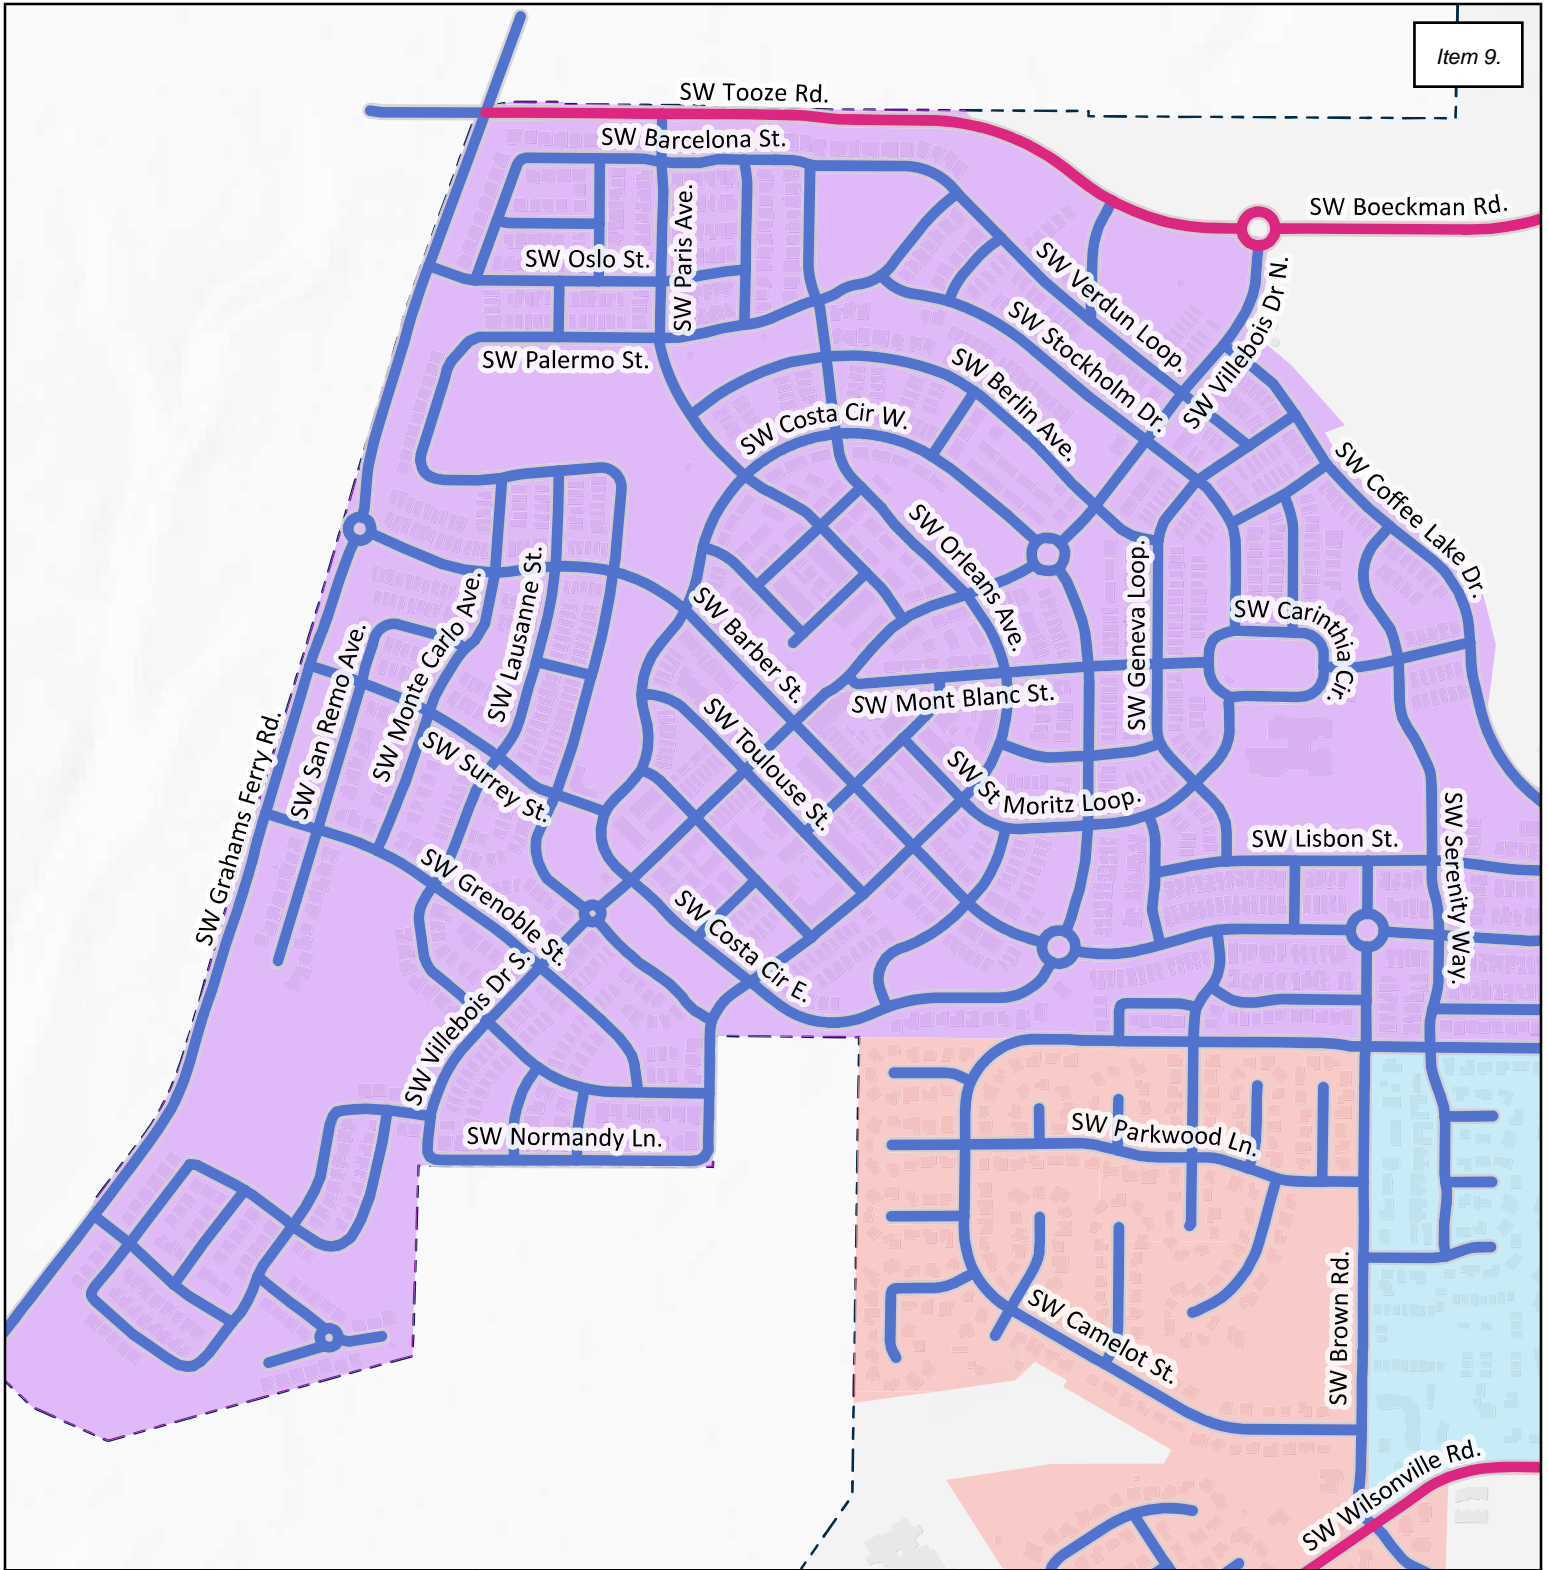 Item 9.
SW Tooze Rd.
SW Barcelona St.
SW Boeckman Rd.
SW Paris Ave.
SW Oslo St.
SW Verdun Loop.
SW Villebois Dr N.
SW Stockholm Dr.
SW Palermo St.
SW Berlin Ave.
SW Costa Cir W.
SW Coffee Lake Dr.
SW Orleans Ave.
SW Geneva Loop.
SW Lausanne St.
SW Monte Carlo Ave.
SW San Remo Ave.
SW Barber St.
SW Carinthia Cir.
SW Mont Blanc St.
SW Toulouse St.
SW Grahams Ferry Rd.
SW Surrey St.
SW St Moritz Loop.
SW Lisbon St.
SW Serenity Way.
SW Grenoble St.
SW Costa Cir E.
SW Villebois Dr S.
SW Normandy Ln.
SW Parkwood Ln.
SW Brown Rd.
SW Camelot St.
SW Wilsonville Rd.